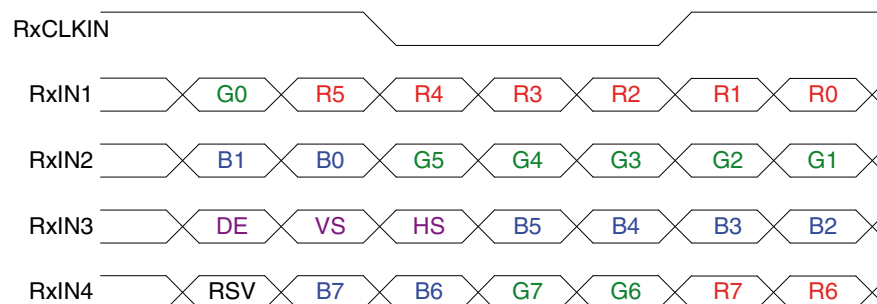 RxCLKIN
RxIN1 G0 R5 R4 R3 R2 R1 R0
RxIN2 B1 B0 G5 G4 G3 G2 G1
RxIN3 DE VS HS B5 B4 B3 B2
RxIN4 RSV B7 B6 G7 G6 R7 R6